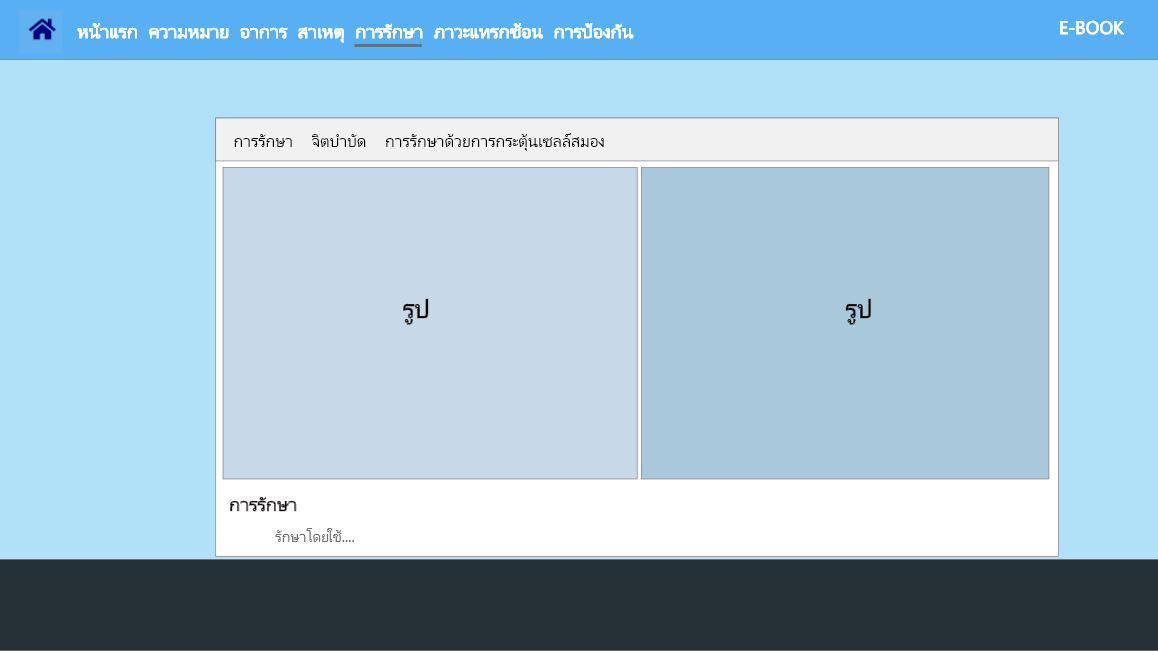 หน้าแรก ความหมาย อาการ สาเหตุ การรักษา ภาวะแทรกซ้อน การป้องกัน E-BOOK
การรักษา จิตบำบัด การรักษาด้วยการกระตุ้นเซลล์สมอง
รูป รูป
การรักษา
รักษาโดยใช้....